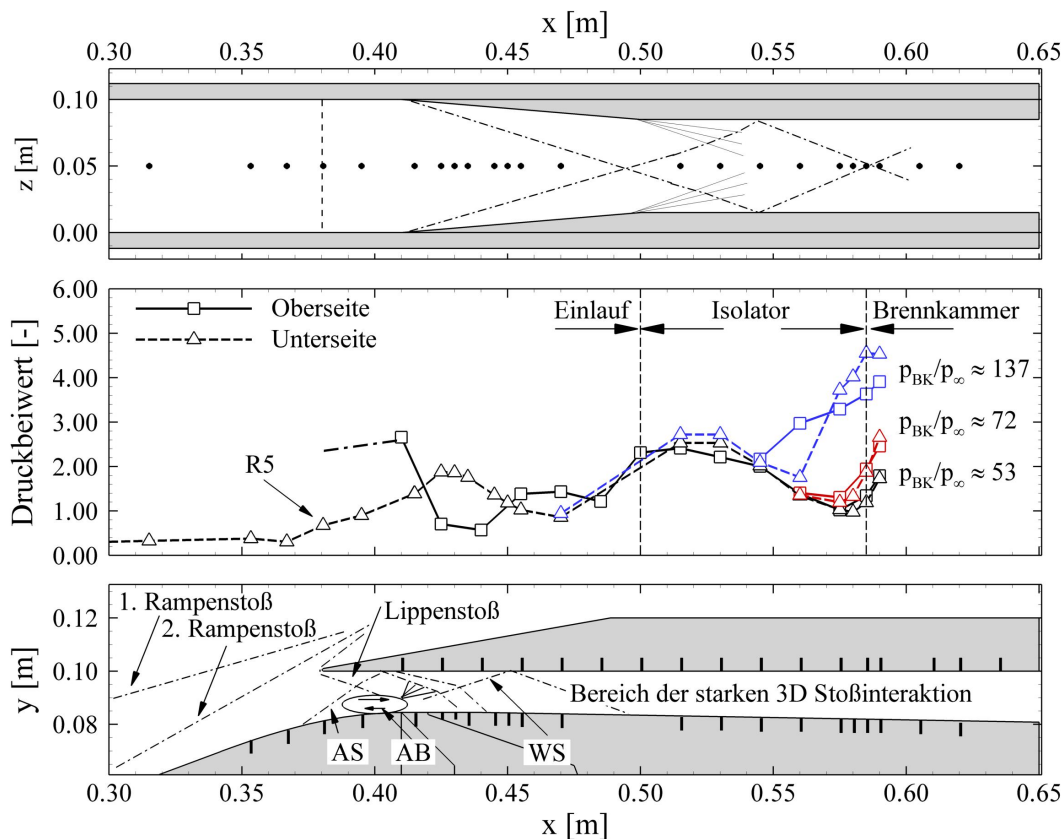 x [m]
0.30 0.40 0.41 0.45 0.50 0.55 0.60 0.65
z [m]
0.10
0.05
0.00
6.00
5.00
4.00
3.00
2.00
1.00
0.00
Druckbeiwert [-]
Oberseite
Unterseite
Einlauf
Isolator
Brennkammer
R5
p_BK/p_∞ ≈ 137
p_BK/p_∞ ≈ 72
p_BK/p_∞ ≈ 53
1. Rampenstoß
2. Rampenstoß
Lippenstoß
0.12
0.10
0.08
y [m]
Bereich der starken 3D Stoßinteraktion
AS
AB
WS
0.30 0.35 0.40 0.45 0.50 0.55 0.60 0.65
x [m]